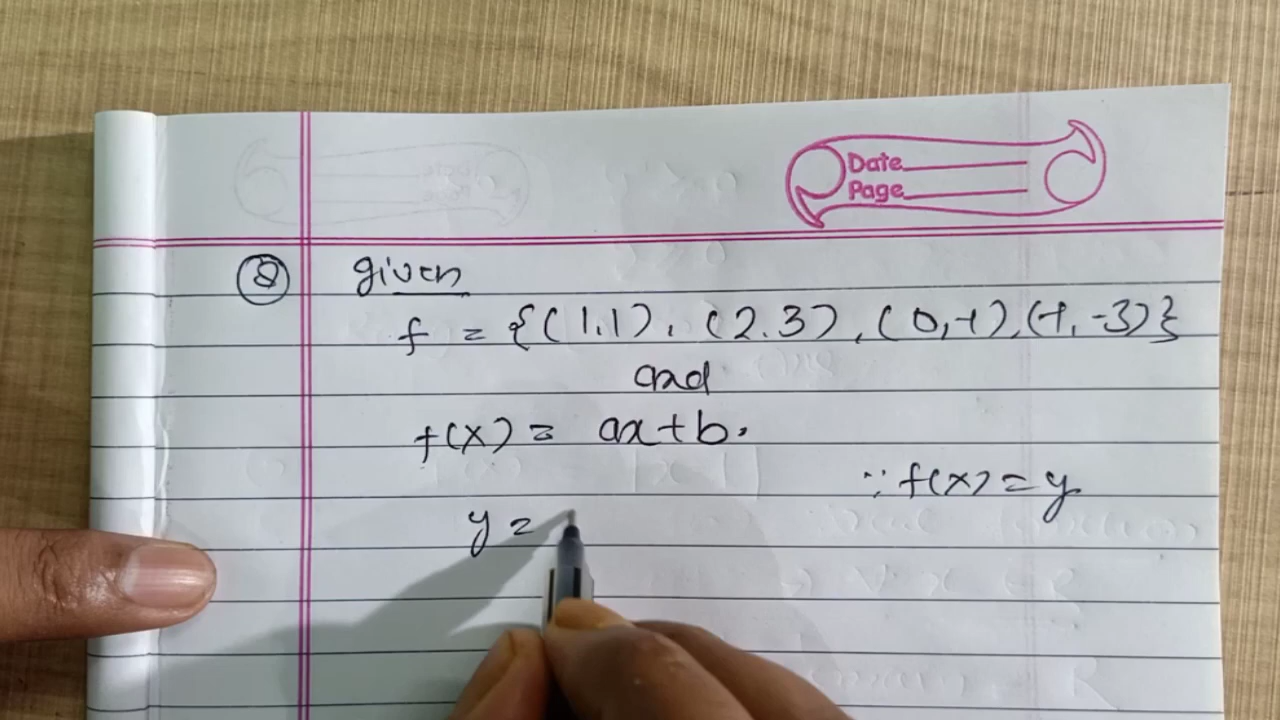 Date
Page
⑧ given
f = {(1,1), (2,3), (0,-1), (-1,-3)}
and
f(x) = ax+b.
∵ f(x) = y
y =